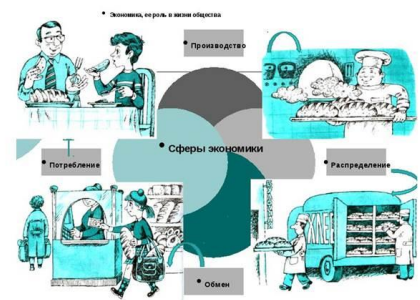 Экономика, ее роль в жизни общества
Производство
Сферы экономики
Потребление
Распределение
ХЛЕБ
Обмен